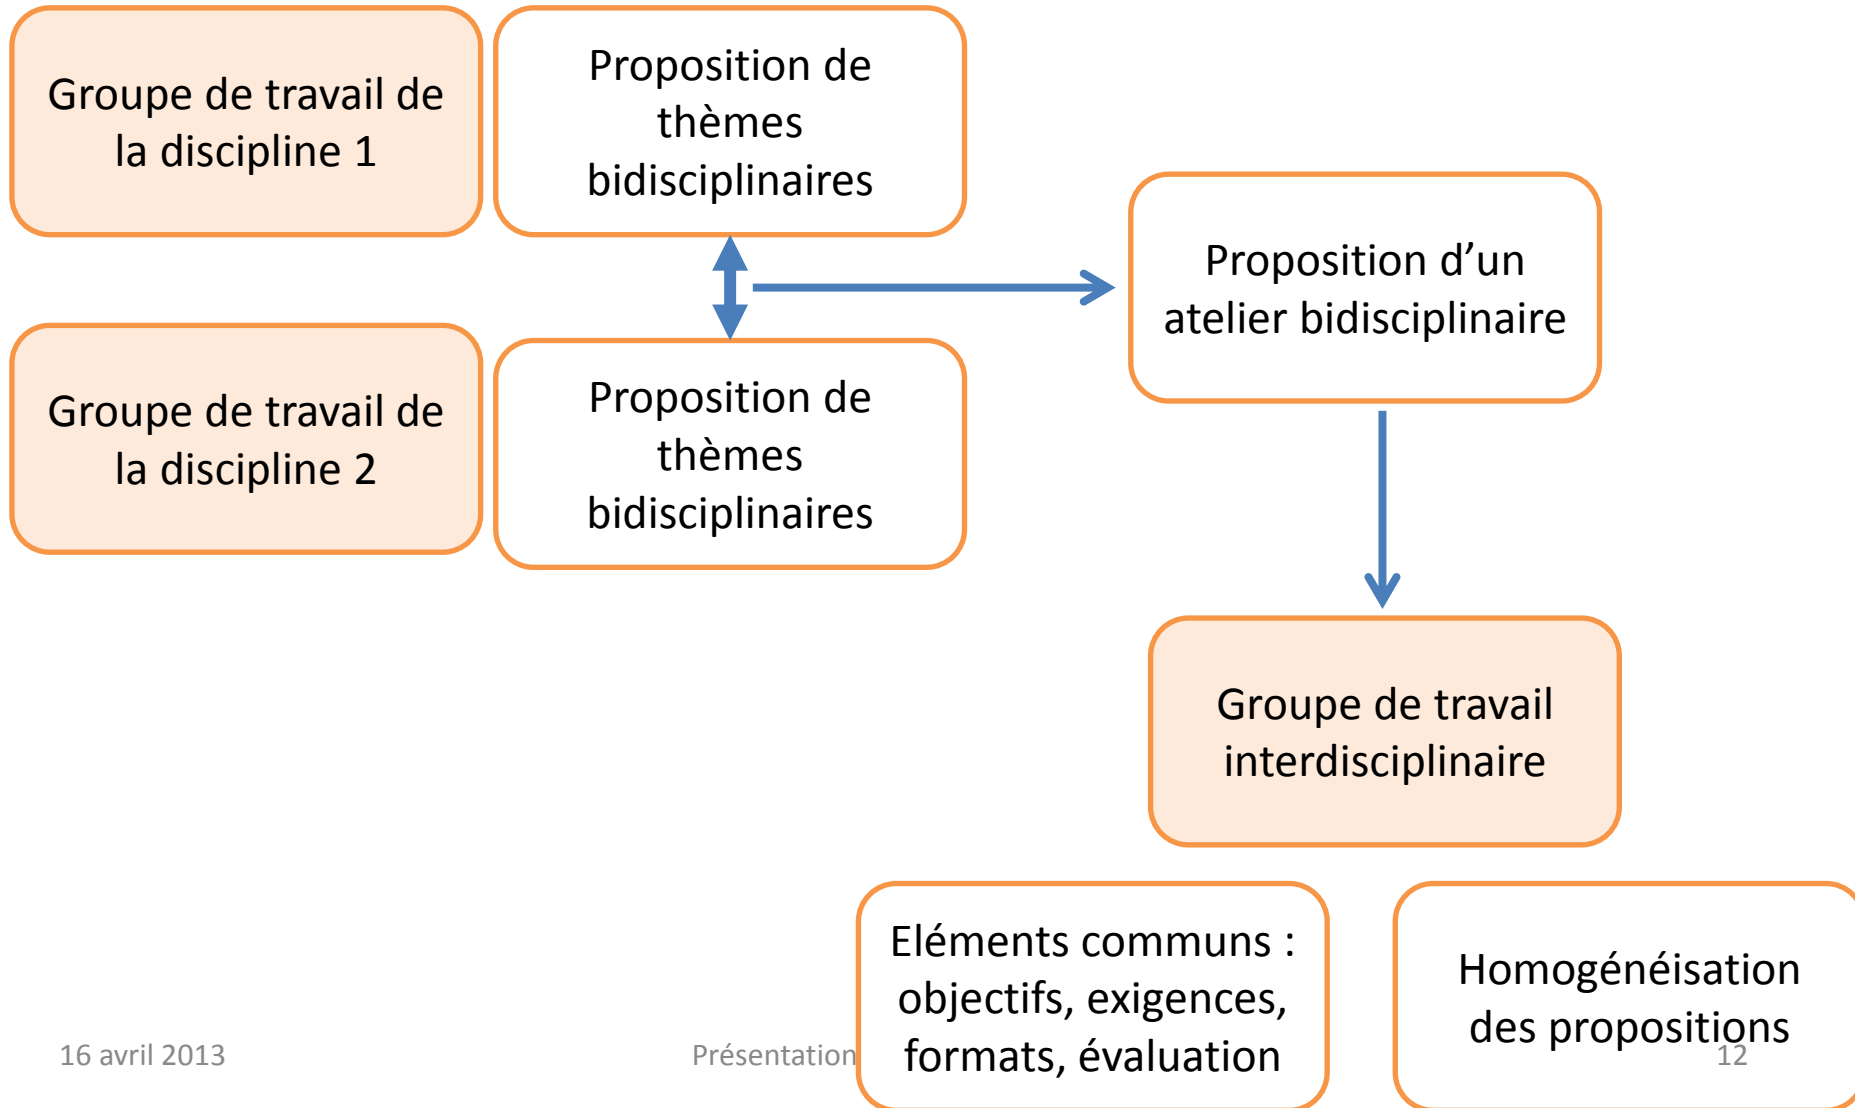 Groupe de travail de
la discipline 1
Proposition de
thèmes
bidisciplinaires
Groupe de travail de
la discipline 2
Proposition de
thèmes
bidisciplinaires
Proposition d’un
atelier bidisciplinaire
Groupe de travail
interdisciplinaire
Eléments communs :
objectifs, exigences,
formats, évaluation
Homogénéisation
des propositions
16 avril 2013
Présentation
12